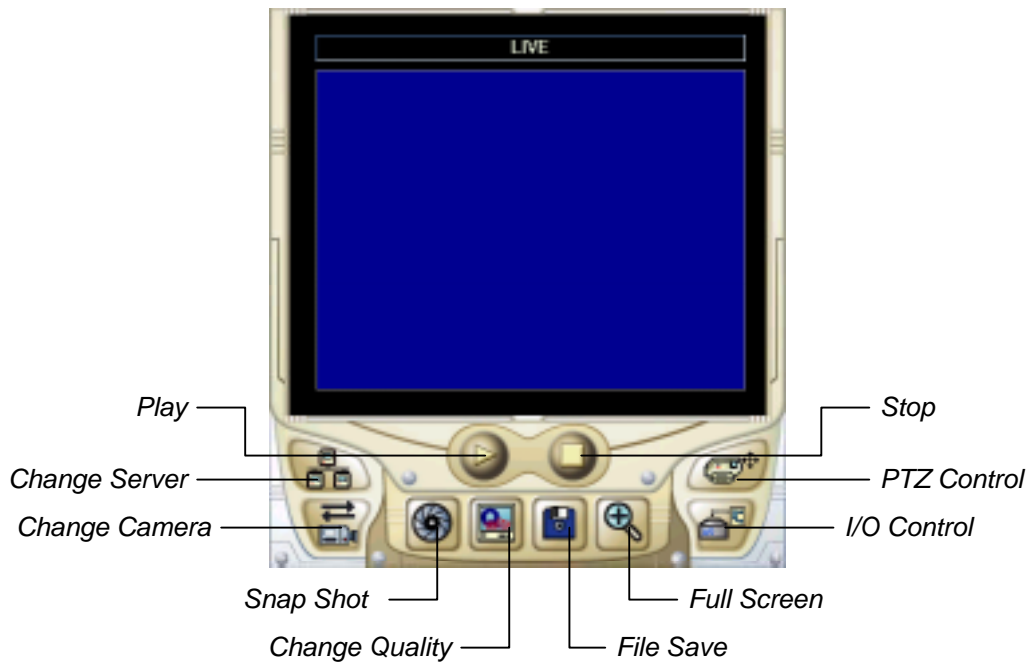 LIVE
Play
Stop
Change Server
PTZ Control
Change Camera
I/O Control
Snap Shot
Full Screen
Change Quality
File Save